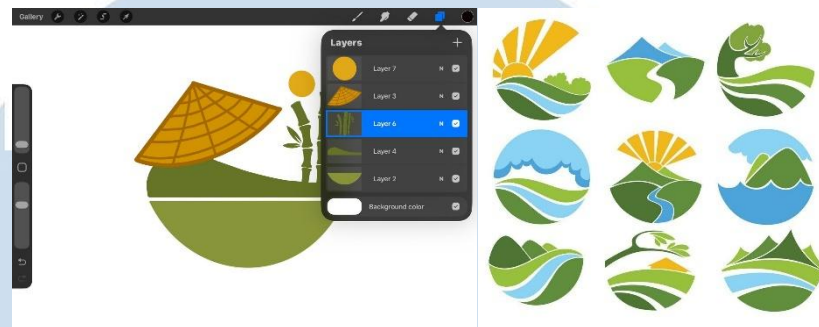 Gallery
Layers
Layer 7 N
Layer 3 N
Layer 6 N
Layer 4 N
Layer 2 N
Background color